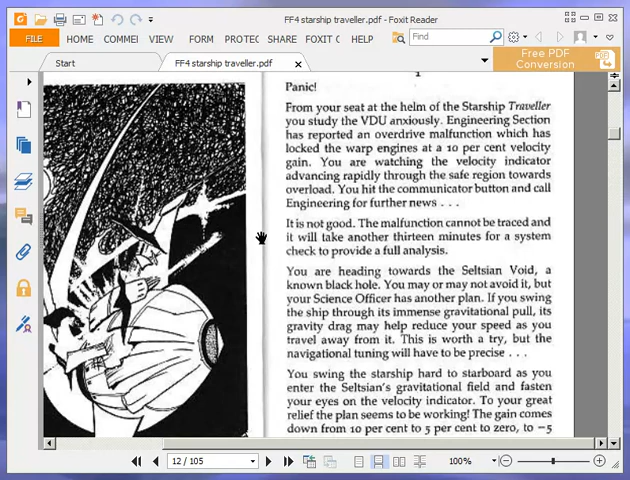 FF4 starship traveller.pdf - Foxit Reader
FILE HOME COMMEI VIEW FORM PROTEC SHARE FOXIT C HELP Find
Start FF4 starship traveller.pdf Free PDF Conversion
Panic!
From your seat at the helm of the Starship Traveller
you study the VDU anxiously. Engineering Section
has reported an overdrive malfunction which has
locked the warp engines at a 10 per cent velocity
gain. You are watching the velocity indicator
advancing rapidly through the safe region towards
overload. You hit the communicator button and call
Engineering for further news . . .
It is not good. The malfunction cannot be traced and
it will take another thirteen minutes for a system
check to provide a full analysis.
You are heading towards the Seltsian Void, a
known black hole. You may or may not avoid it, but
your Science Officer has another plan. If you swing
the ship through its immense gravitational pull, its
gravity drag may help reduce your speed as you
travel away from it. This is worth a try, but the
navigational tuning will have to be precise . . .
You swing the starship hard to starboard as you
enter the Seltsian's gravitational field and fasten
your eyes on the velocity indicator. To your great
relief the plan seems to be working! The gain comes
down from 10 per cent to 5 per cent to zero, to −5
12 / 105 100%